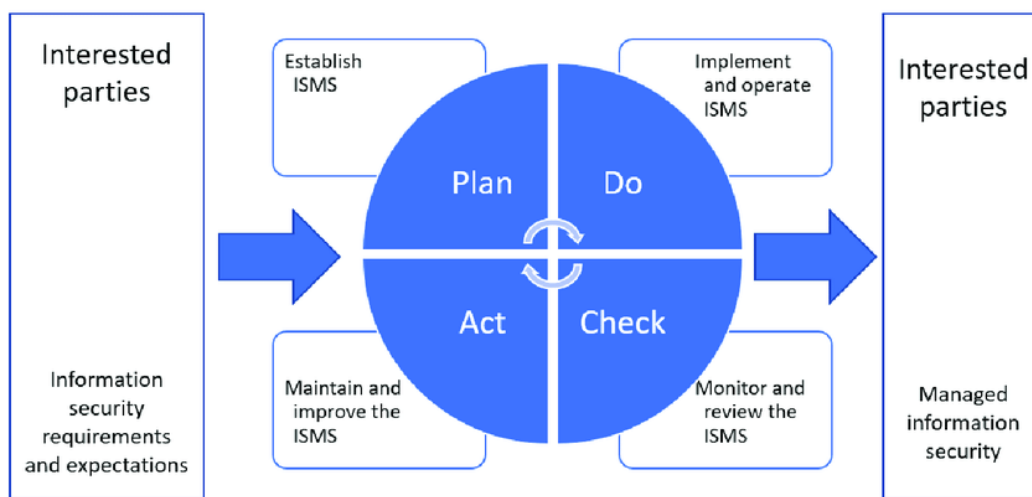 Interested
parties
Information
security
requirements
and expectations
Establish
ISMS
Implement
and operate
ISMS
Plan
Do
Act
Check
Maintain and
improve the
ISMS
Monitor and
review the
ISMS
Interested
parties
Managed
information
security